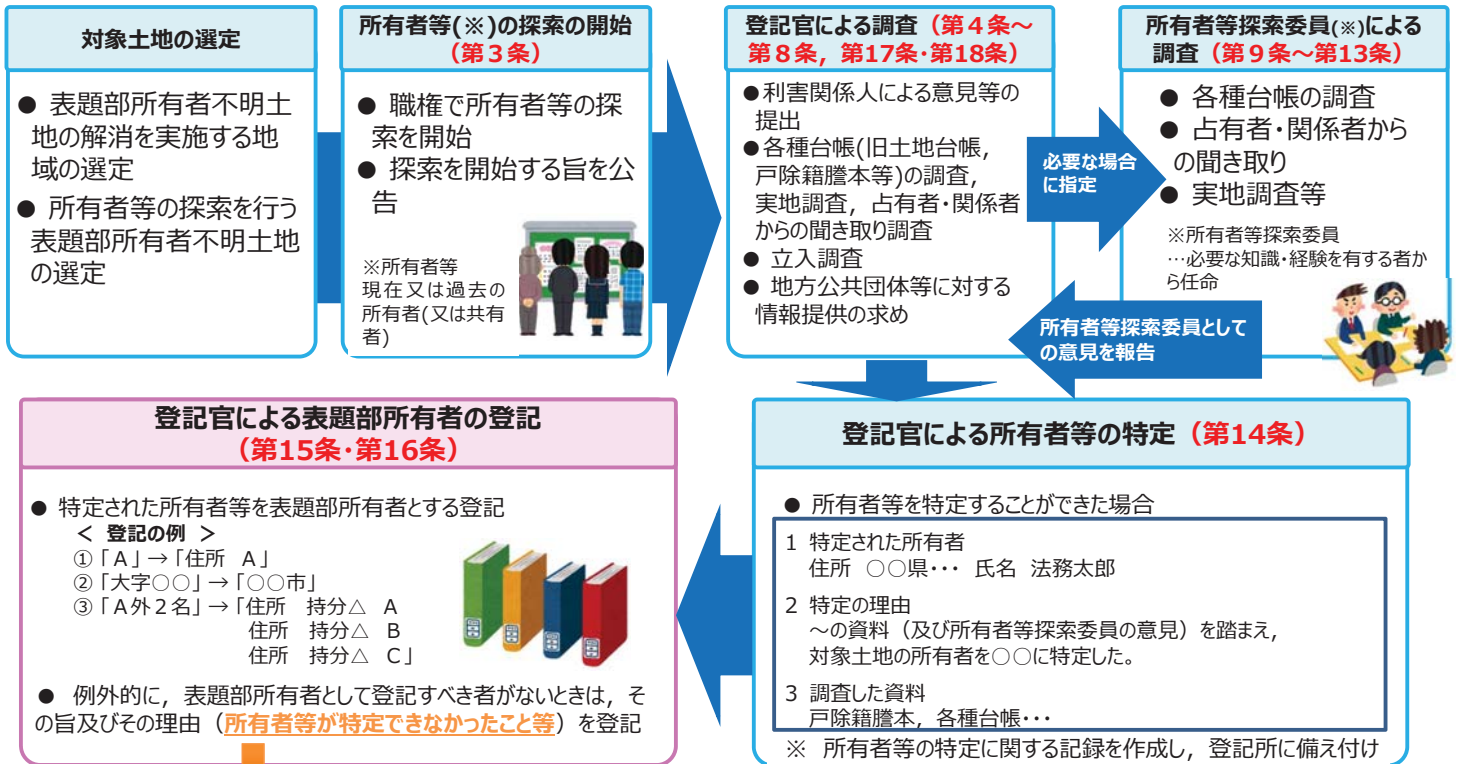 対象土地の選定
● 表題部所有者不明土
地の解消を実施する地
域の選定
● 所有者等の探索を行う
表題部所有者不明土地
の選定
所有者等(※)の探索の開始
（第３条）
● 職権で所有者等の探
索を開始
● 探索を開始する旨を公
告
※所有者等
現在又は過去の
所有者(又は共有
者)
登記官による調査（第４条～
第８条，第17条・第18条）
●利害関係人による意見等の
提出
●各種台帳(旧土地台帳，
戸除籍謄本等)の調査，
実地調査，占有者・関係者
からの聞き取り調査
● 立入調査
● 地方公共団体等に対する
情報提供の求め
必要な場合
に指定
所有者等探索委員(※)による
調査（第９条～第13条）
● 各種台帳の調査
● 占有者・関係者から
の聞き取り
● 実地調査等
※所有者等探索委員
…必要な知識・経験を有する者か
ら任命
所有者等探索委員として
の意見を報告
登記官による所有者等の特定（第14条）
● 所有者等を特定することができた場合
1 特定された所有者
住所 ○○県･･･ 氏名 法務太郎
2 特定の理由
～の資料（及び所有者等探索委員の意見）を踏まえ，
対象土地の所有者を○○に特定した。
3 調査した資料
戸除籍謄本，各種台帳･･･
※ 所有者等の特定に関する記録を作成し，登記所に備え付け
登記官による表題部所有者の登記
（第15条・第16条）
● 特定された所有者等を表題部所有者とする登記
＜ 登記の例 ＞
①「Ａ」→「住所 Ａ」
②「大字○○」→「○○市」
③「Ａ外２名」→「住所 持分△ Ａ
住所 持分△ Ｂ
住所 持分△ Ｃ」
● 例外的に，表題部所有者として登記すべき者がないときは，そ
の旨及びその理由（所有者等が特定できなかったこと等）を登記